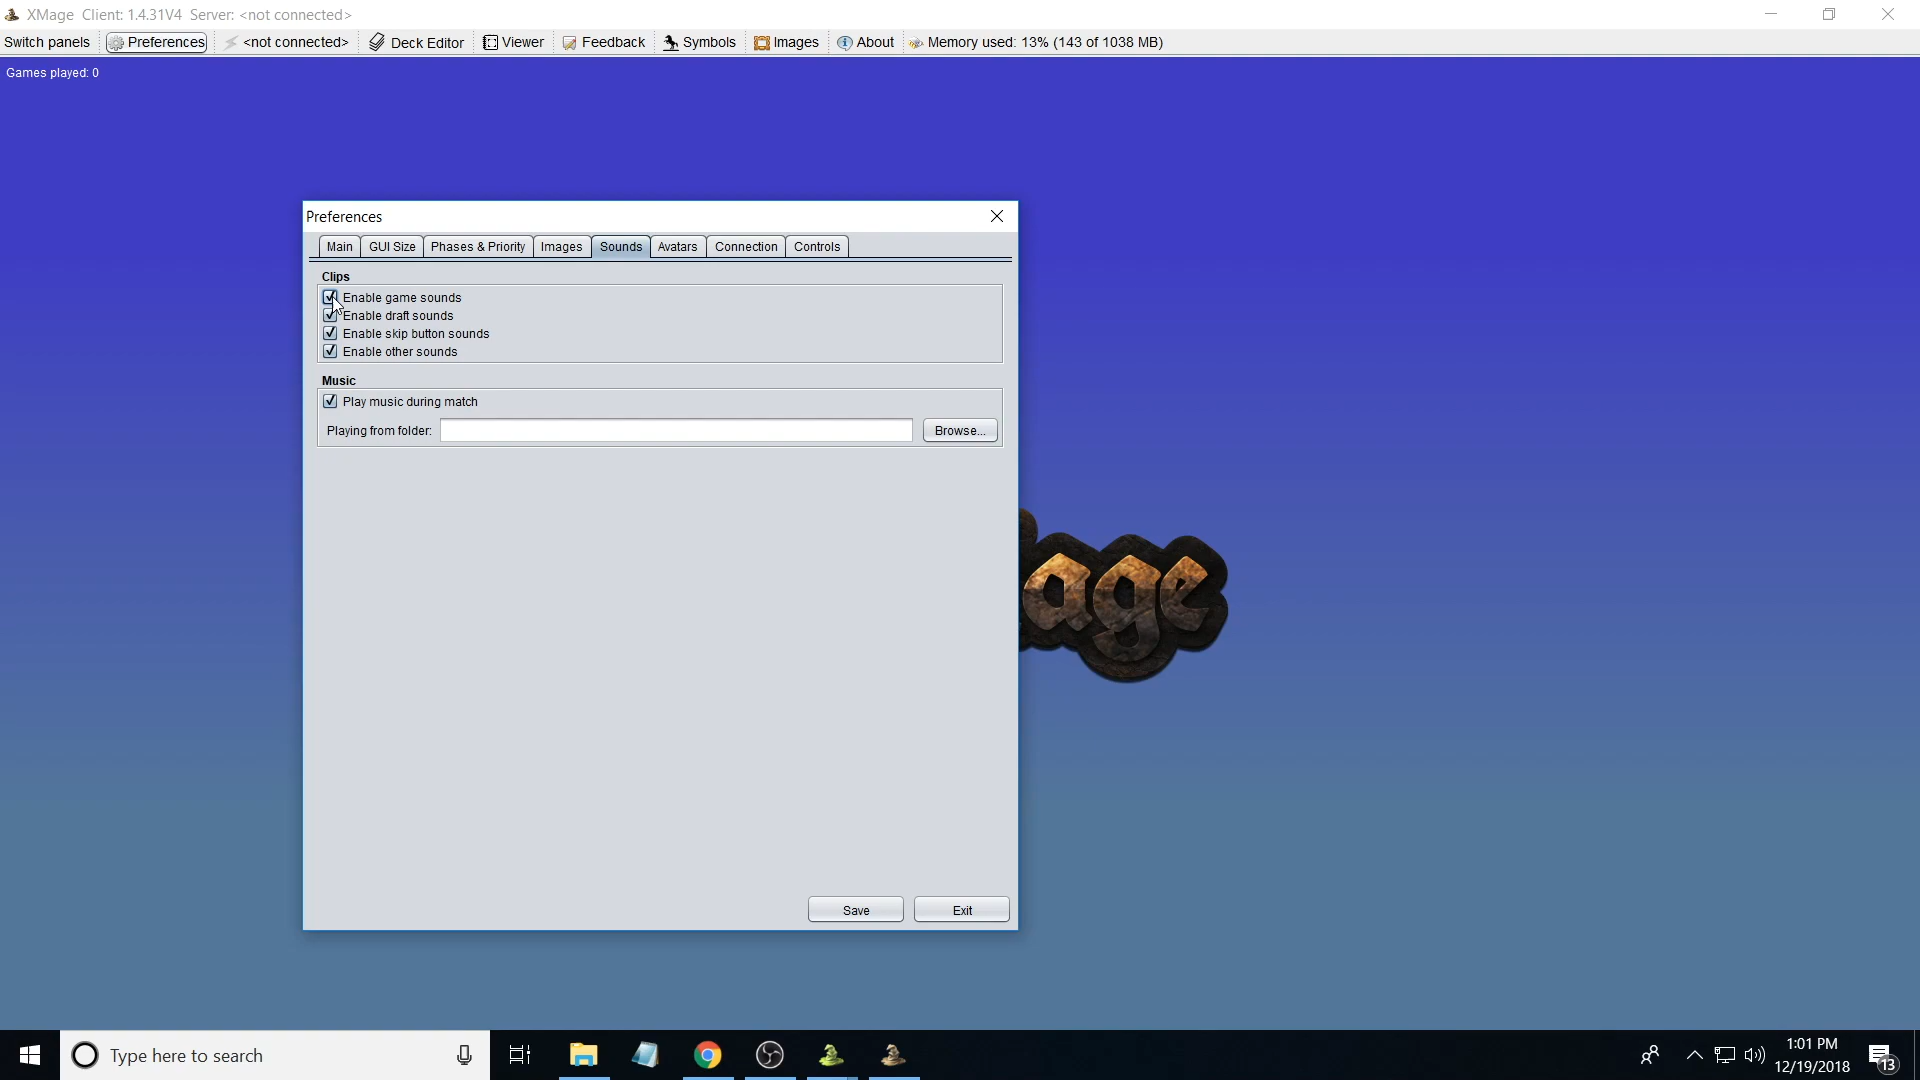 XMage Client: 1.4.31V4 Server: <not connected>
Switch panels Preferences <not connected> Deck Editor Viewer Feedback Symbols Images About Memory used: 13% (143 of 1038 MB)
Games played: 0
Preferences
Main GUI Size Phases & Priority Images Sounds Avatars Connection Controls
Clips
Enable game sounds
Enable draft sounds
Enable skip button sounds
Enable other sounds
Music
Play music during match
Playing from folder: Browse...
age
Save Exit
Type here to search
1:01 PM
12/19/2018
13